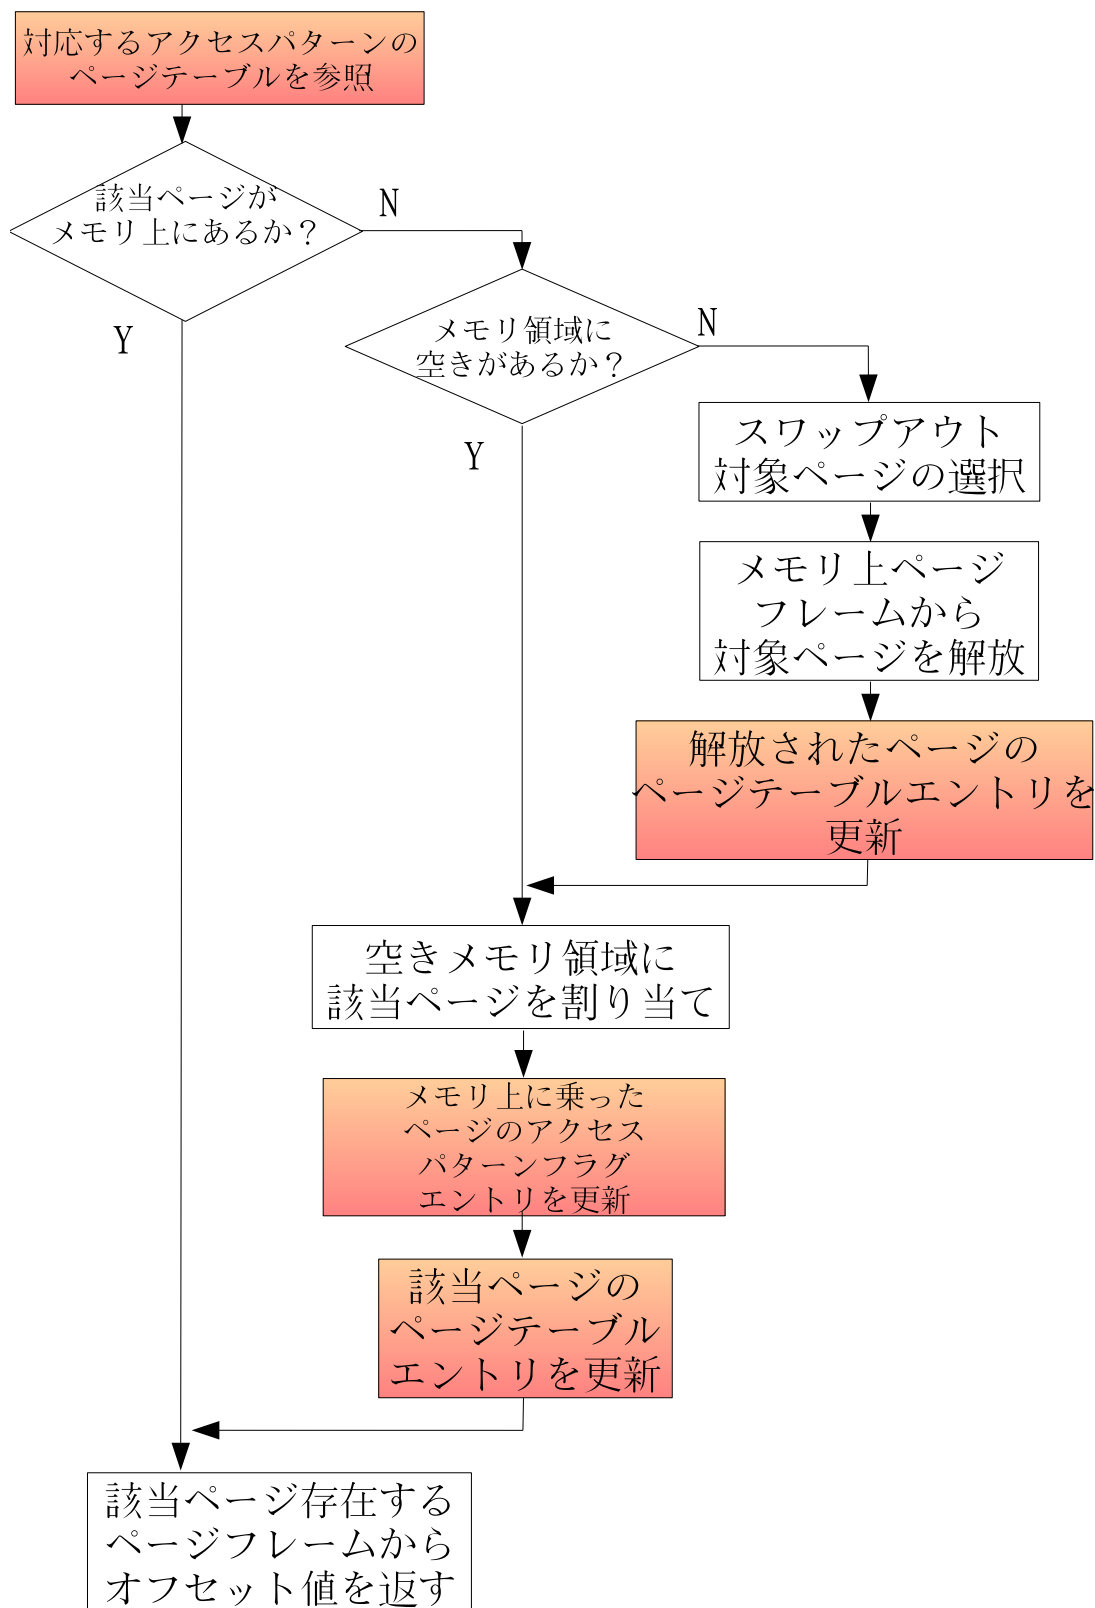 対応するアクセスパターンの
ページテーブルを参照
該当ページが
メモリ上にあるか？
N
Y
メモリ領域に
空きがあるか？
N
Y
スワップアウト
対象ページの選択
メモリ上ページ
フレームから
対象ページを解放
解放されたページの
ページテーブルエントリを
更新
空きメモリ領域に
該当ページを割り当て
メモリ上に乗った
ページのアクセス
パターンフラグ
エントリを更新
該当ページの
ページテーブル
エントリを更新
該当ページ存在する
ページフレームから
オフセット値を返す